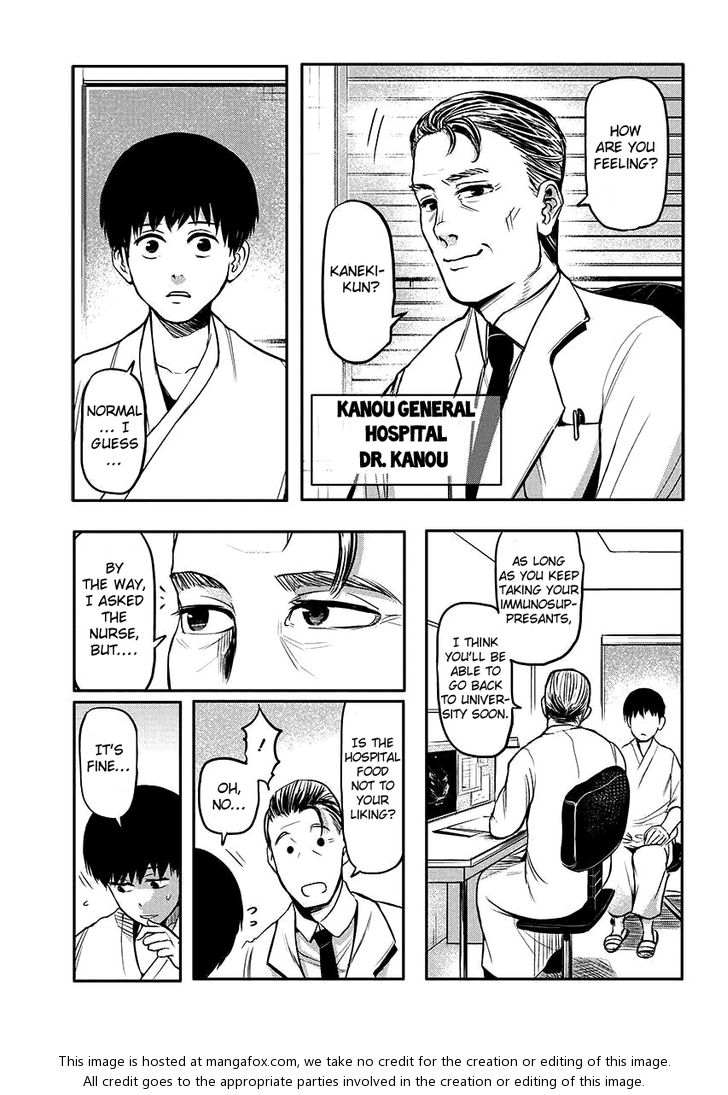 HOW
ARE YOU
FEELING?
KANEKI-
KUN?
KANOU GENERAL
HOSPITAL
DR. KANOU
NORMAL
... I
GUESS
...
AS LONG
AS YOU KEEP
TAKING YOUR
IMMUNOSUP-
PRESANTS,
I THINK
YOU'LL BE
ABLE TO
GO BACK
TO UNIVER-
SITY SOON.
BY
THE WAY,
I ASKED
THE
NURSE,
BUT....
IS THE
HOSPITAL
FOOD
NOT TO
YOUR
LIKING?
!
OH,
NO...
IT'S
FINE...
This image is hosted at mangafox.com, we take no credit for the creation or editing of this image.
All credit goes to the appropriate parties involved in the creation or editing of this image.